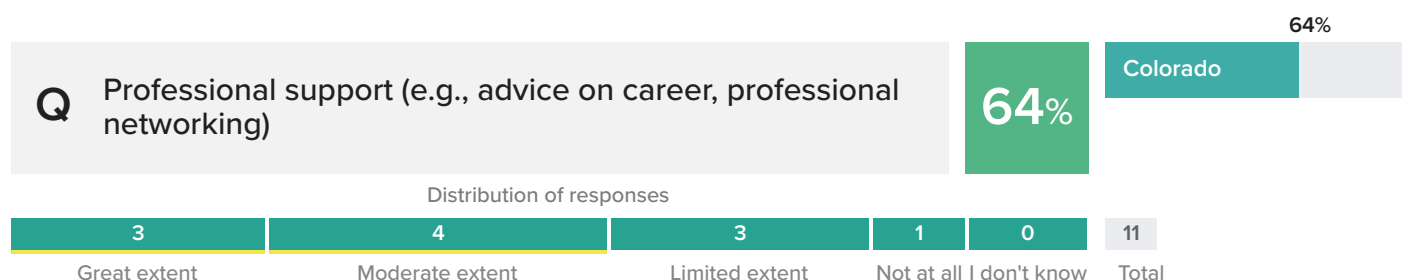 64%
Q
Professional support (e.g., advice on career, professional
networking)
64%
Colorado
Distribution of responses
3
4
3
1
0
11
Great extent
Moderate extent
Limited extent
Not at all
I don't know
Total